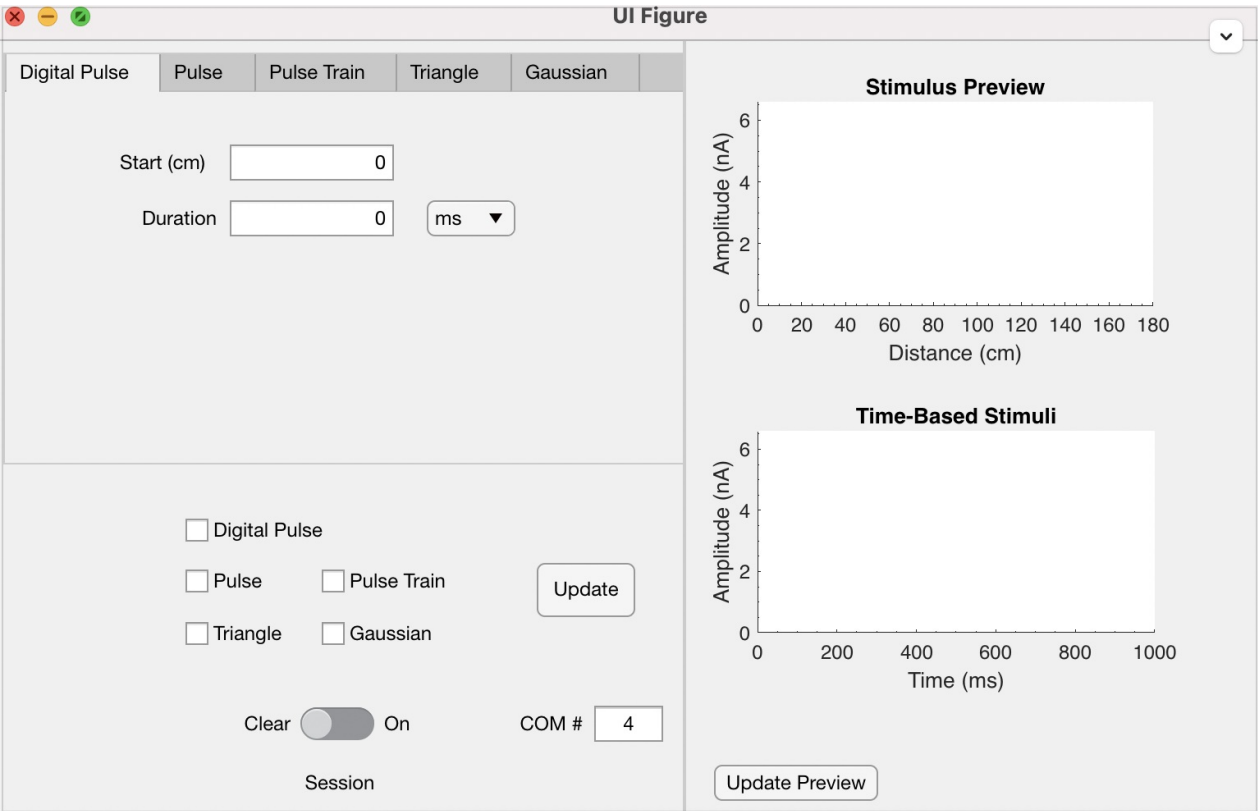 UI Figure
Digital Pulse Pulse Pulse Train Triangle Gaussian
Start (cm) 0
Duration 0 ms
Digital Pulse
Pulse Pulse Train
Triangle Gaussian
Update
Clear On
COM # 4
Session
Stimulus Preview
Amplitude (nA)
6
4
2
0
0 20 40 60 80 100 120 140 160 180
Distance (cm)
Time-Based Stimuli
Amplitude (nA)
6
4
2
0
0 200 400 600 800 1000
Time (ms)
Update Preview